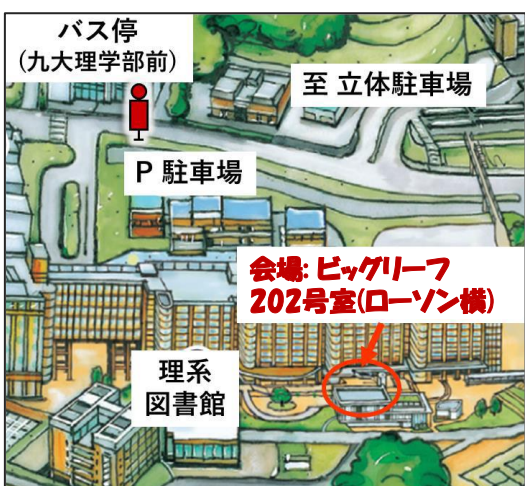 バス停
(九大理学部前)
至 立体駐車場
P 駐車場
会場: ビッグリーフ
202号室(ローソン横)
理系
図書館